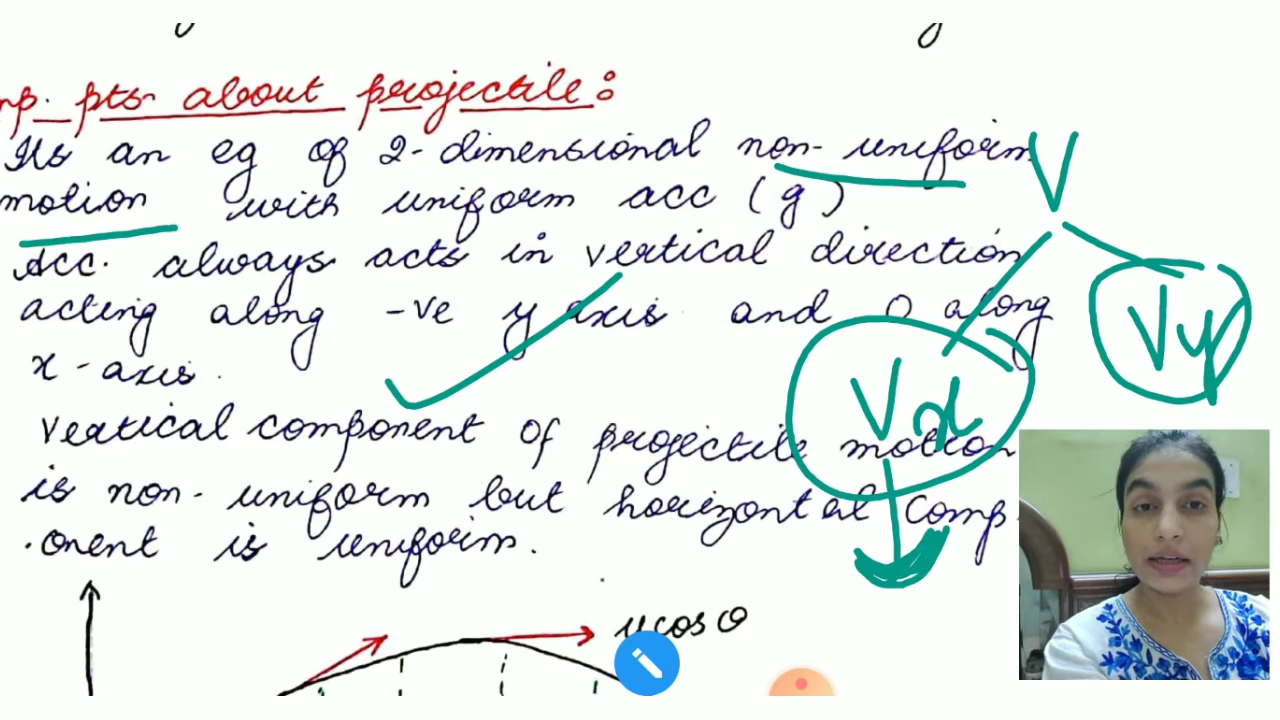 mp. pts about projectile:
Its an eg of 2-dimensional non-uniform
motion with uniform acc (g)
Acc. always acts in vertical direction
acting along -ve y axis and 0 along
x-axis.
vertical component of projectile motion
is non-uniform but horizontal comp-
onent is uniform.
V
Vx
Vy
u cos θ